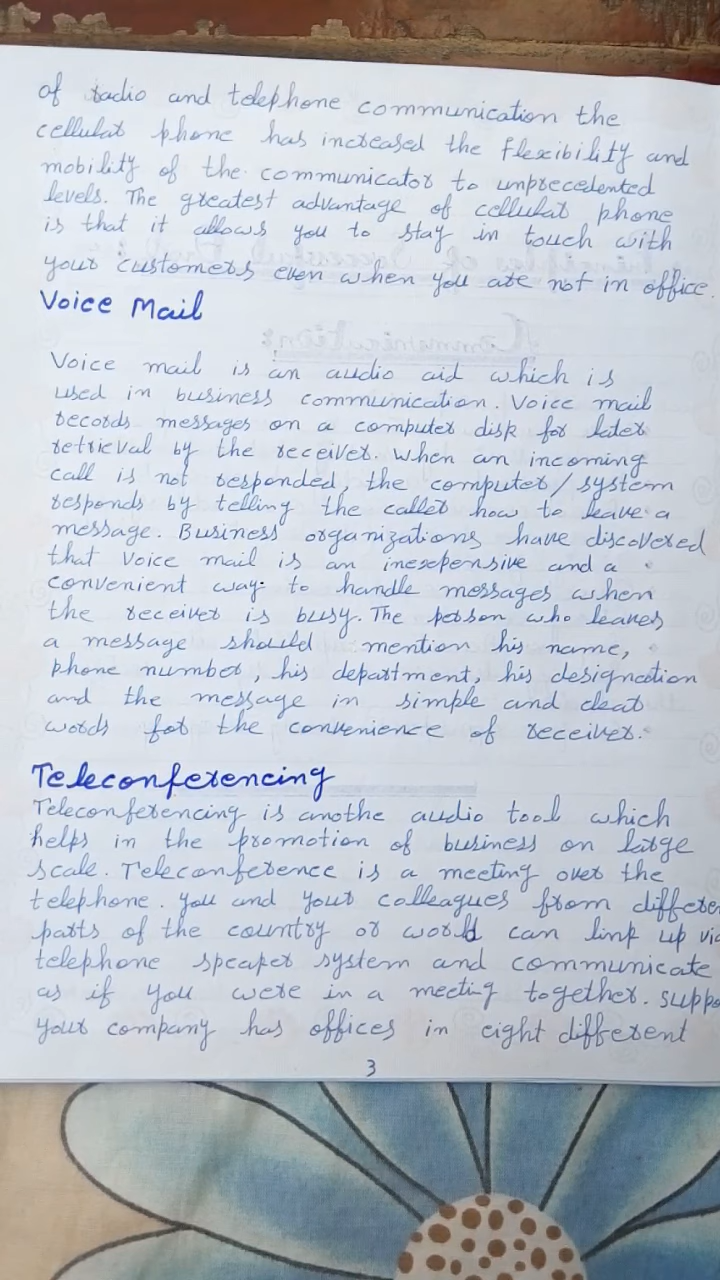 of radio and telephone communication the
cellular phone has increased the flexibility and
mobility of the communicator to unprecedented
levels. The greatest advantage of cellular phone
is that it allows you to stay in touch with
your customers even when you are not in office.
Voice Mail
Voice mail is an audio aid which is
used in business communication. Voice mail
records messages on a computer disk for later
retrieval by the receiver. When an incoming
call is not responded, the computer/system
responds by telling the caller how to leave a
message. Business organizations have discovered
that Voice mail is an inexpensive and a
convenient way to handle messages when
the receiver is busy. The person who leaves
a message should mention his name,
phone number, his department, his designation
and the message in simple and clear
words for the convenience of receiver.
Teleconferencing
Teleconferencing is anothe audio tool which
helps in the promotion of business on large
scale. Teleconference is a meeting over the
telephone. you and your colleagues from differe
parts of the country or world can link up via
telephone speaker system and communicate
as if you were in a meeting together. suppo
your company has offices in eight different
3